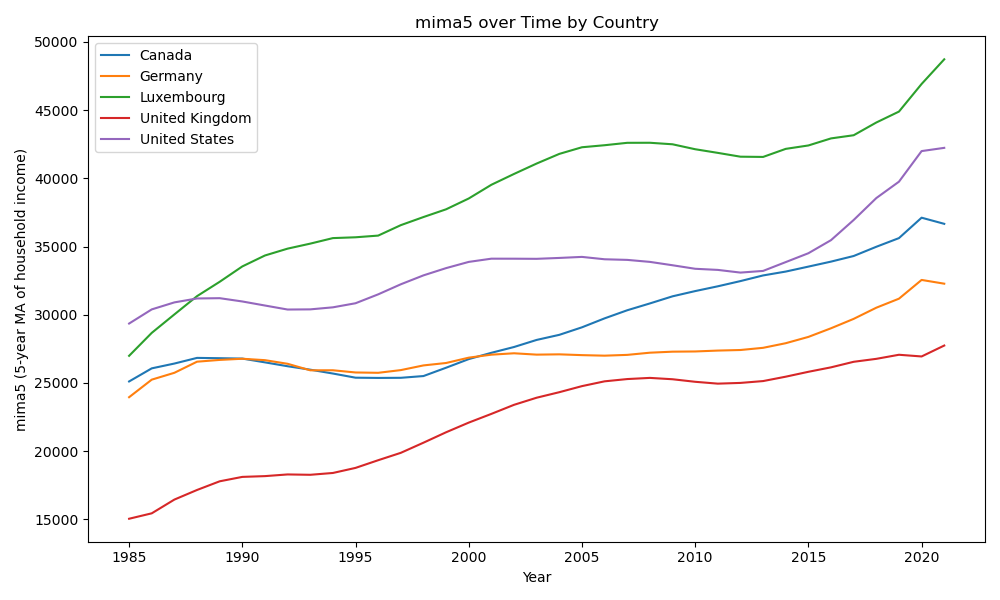 mima5 over Time by Country
mima5 (5-year MA of household income)
50000
45000
40000
35000
30000
25000
20000
15000
Canada
Germany
Luxembourg
United Kingdom
United States
1985 1990 1995 2000 2005 2010 2015 2020
Year